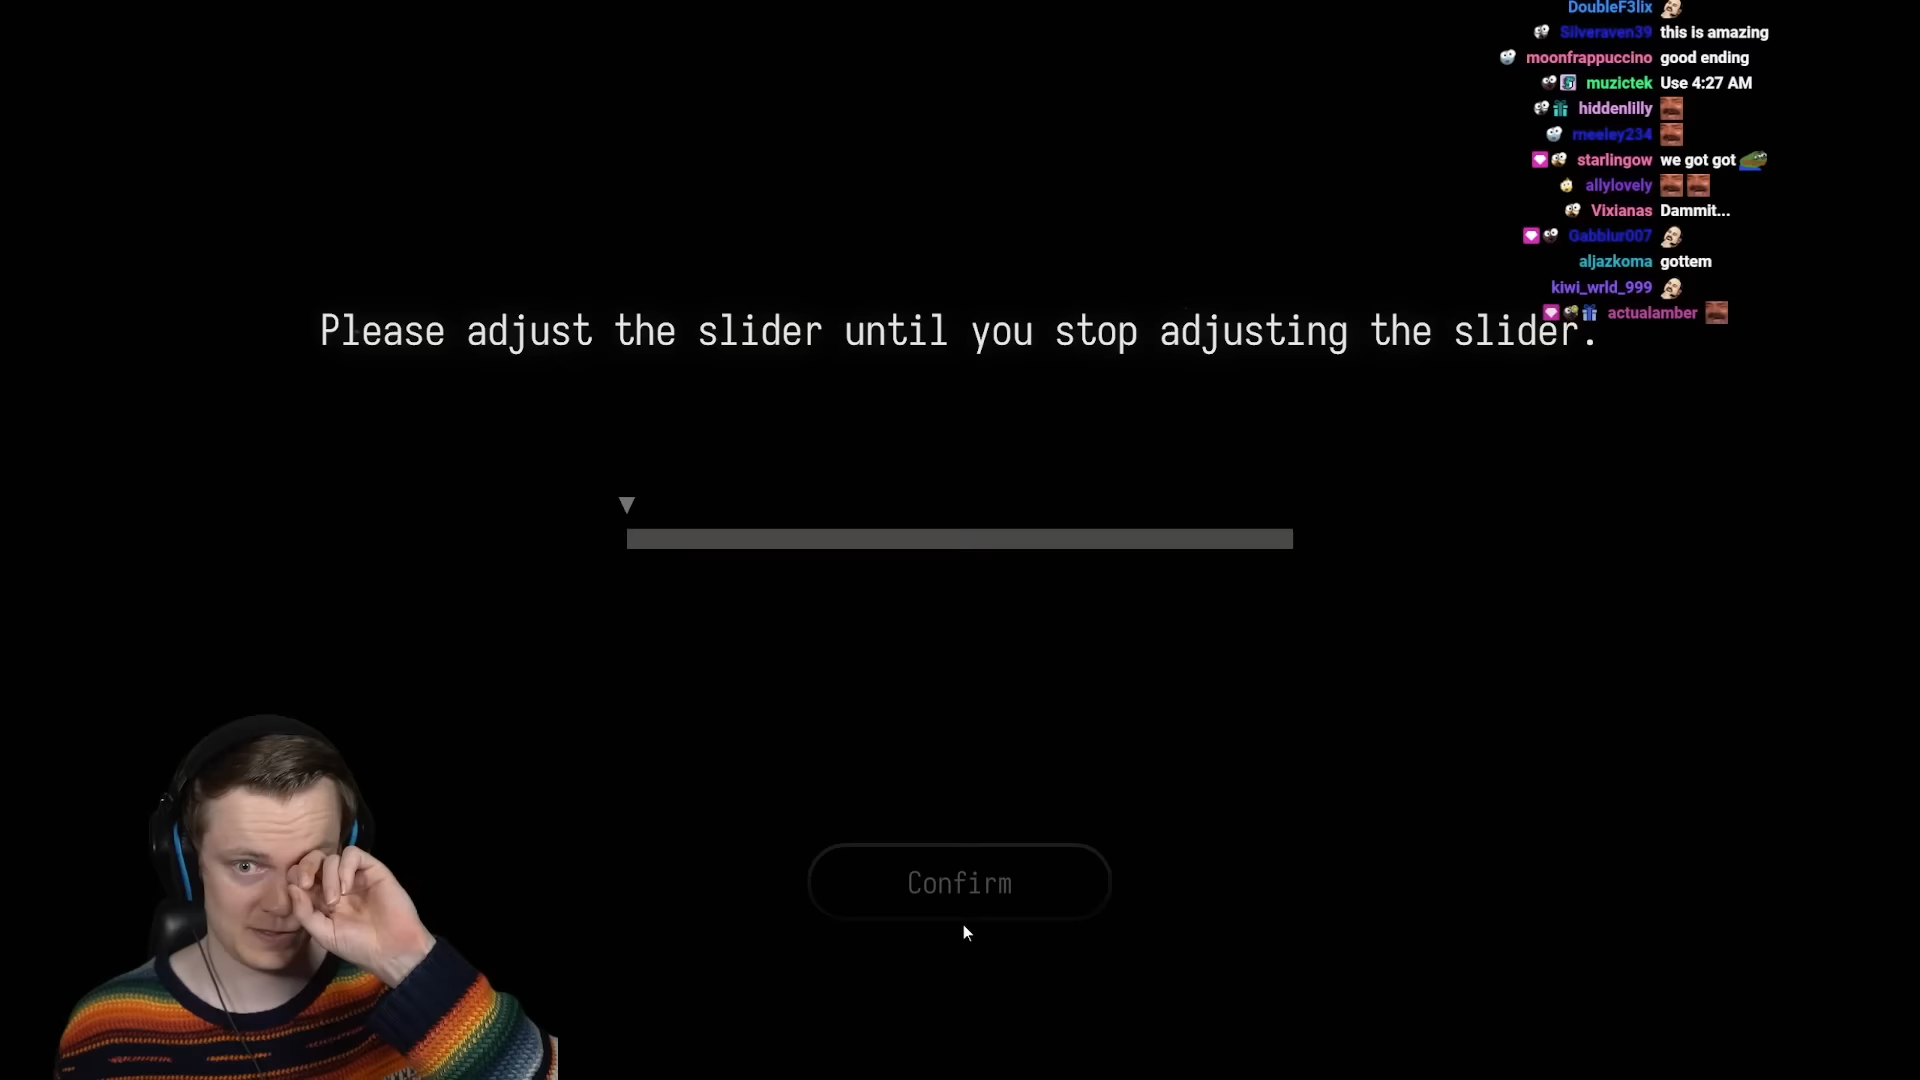 DoubleF3lix
Silveraven39 this is amazing
moonfrappuccino good ending
muzictek Use 4:27 AM
hiddenlilly
meeley234
starlingow we got got
allylovely
Vixianas Dammit...
Gabblur007
aljazkoma gottem
kiwi_wrld_999
actualamber
Please adjust the slider until you stop adjusting the slider.
Confirm